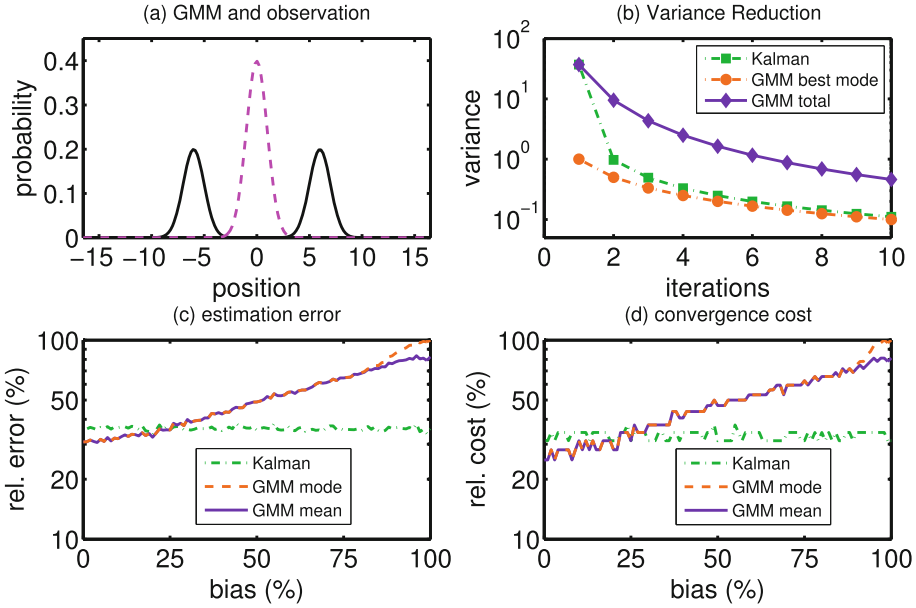 (a) GMM and observation
0.4
0.3
0.2
0.1
0
probability
−15 −10 −5 0 5 10 15
position
(b) Variance Reduction
10^2
10^1
10^0
10^−1
variance
Kalman
GMM best mode
GMM total
0 2 4 6 8 10
iterations
(c) estimation error
100
50
20
10
rel. error (%)
Kalman
GMM mode
GMM mean
0 25 50 75 100
bias (%)
(d) convergence cost
100
50
20
10
rel. cost (%)
Kalman
GMM mode
GMM mean
0 25 50 75 100
bias (%)